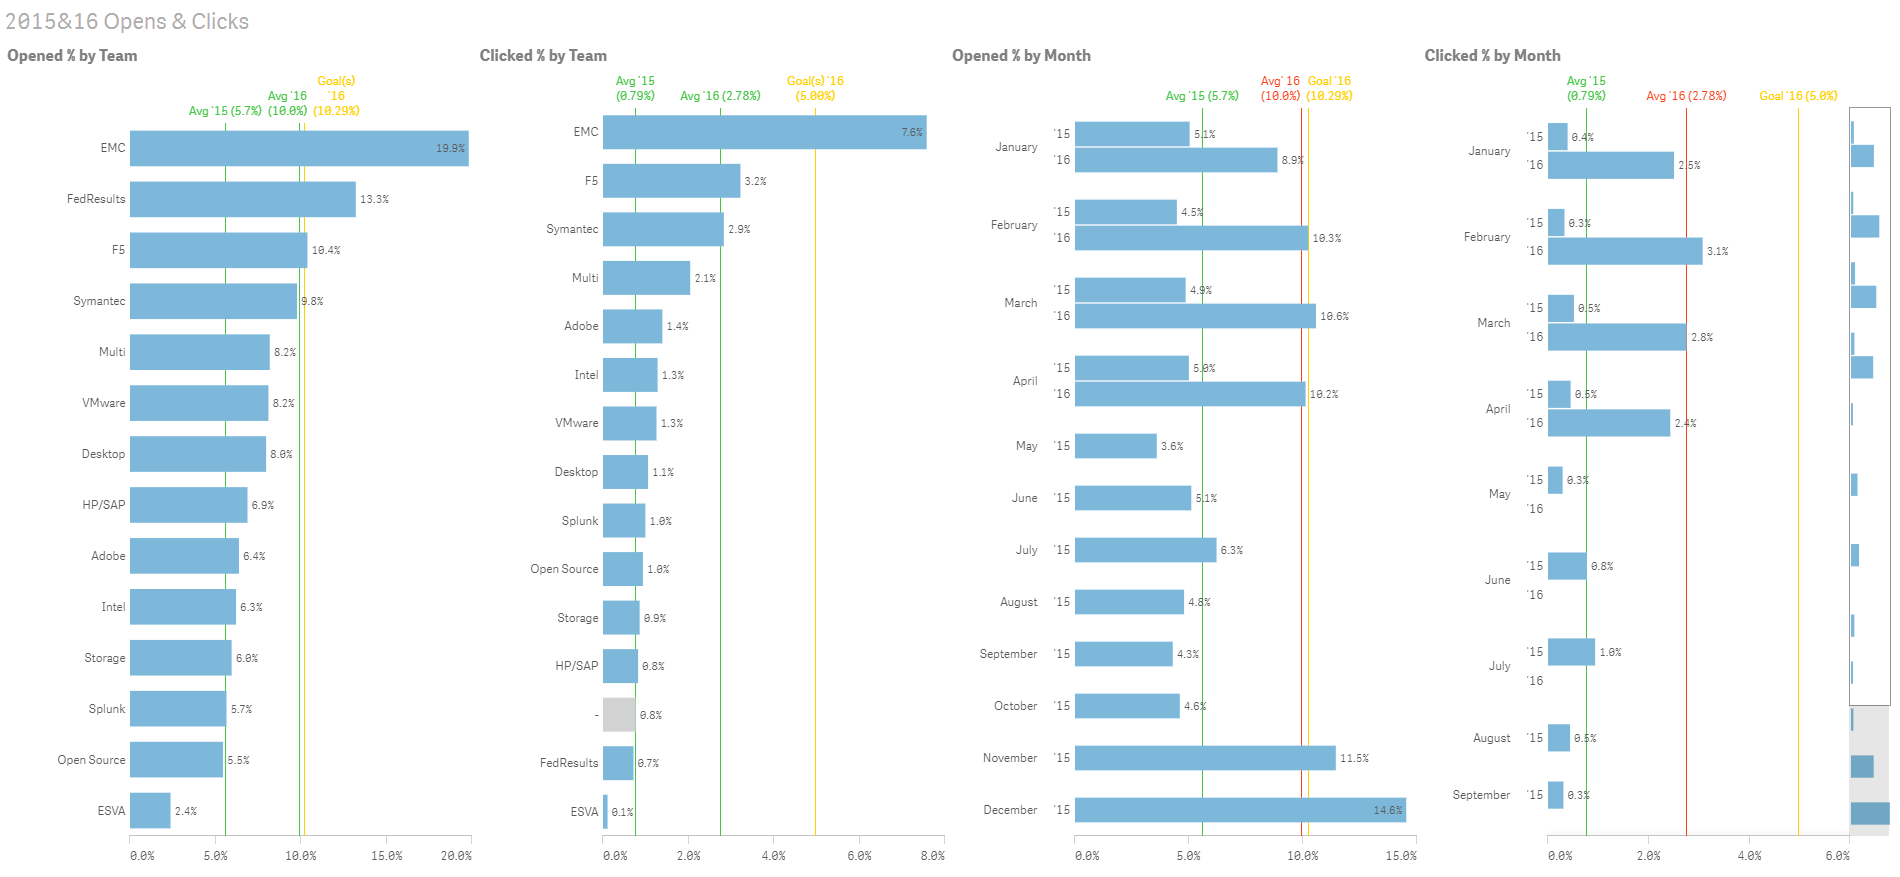 2015&16 Opens & Clicks
Opened % by Team
Goal(s)
Avg '16
'16
Avg '15 (5.7%)
(10.0%)
(10.29%)
EMC
19.9%
FedResults
13.3%
F5
10.4%
Symantec
9.8%
Multi
8.2%
VMware
8.2%
Desktop
8.0%
HP/SAP
6.9%
Adobe
6.4%
Intel
6.3%
Storage
6.0%
Splunk
5.7%
Open Source
5.5%
ESVA
2.4%
0.0%
5.0%
10.0%
15.0%
20.0%
Clicked % by Team
Avg '15
(0.79%)
Avg '16 (2.78%)
Goal(s) '16
(5.00%)
EMC
7.6%
F5
3.2%
Symantec
2.9%
Multi
2.1%
Adobe
1.4%
Intel
1.3%
VMware
1.3%
Desktop
1.1%
Splunk
1.0%
Open Source
1.0%
Storage
0.9%
HP/SAP
0.8%
-
0.8%
FedResults
0.7%
ESVA
0.1%
0.0%
2.0%
4.0%
6.0%
8.0%
Opened % by Month
Avg '15 (5.7%)
Avg '16
(10.0%)
Goal '16
(10.29%)
January
'15
5.1%
'16
8.9%
February
'15
4.5%
'16
10.3%
March
'15
4.9%
'16
10.6%
April
'15
5.0%
'16
10.2%
May
'15
3.6%
June
'15
5.1%
July
'15
6.3%
August
'15
4.8%
September
'15
4.3%
October
'15
4.6%
November
'15
11.5%
December
'15
14.6%
0.0%
5.0%
10.0%
15.0%
Clicked % by Month
Avg '15
(0.79%)
Avg '16 (2.78%)
Goal '16 (5.0%)
January
'15
0.4%
'16
2.5%
February
'15
0.3%
'16
3.1%
March
'15
0.5%
'16
2.8%
April
'15
0.5%
'16
2.4%
May
'15
0.3%
'16
June
'15
0.8%
'16
July
'15
1.0%
'16
August
'15
0.5%
September
'15
0.3%
0.0%
2.0%
4.0%
6.0%